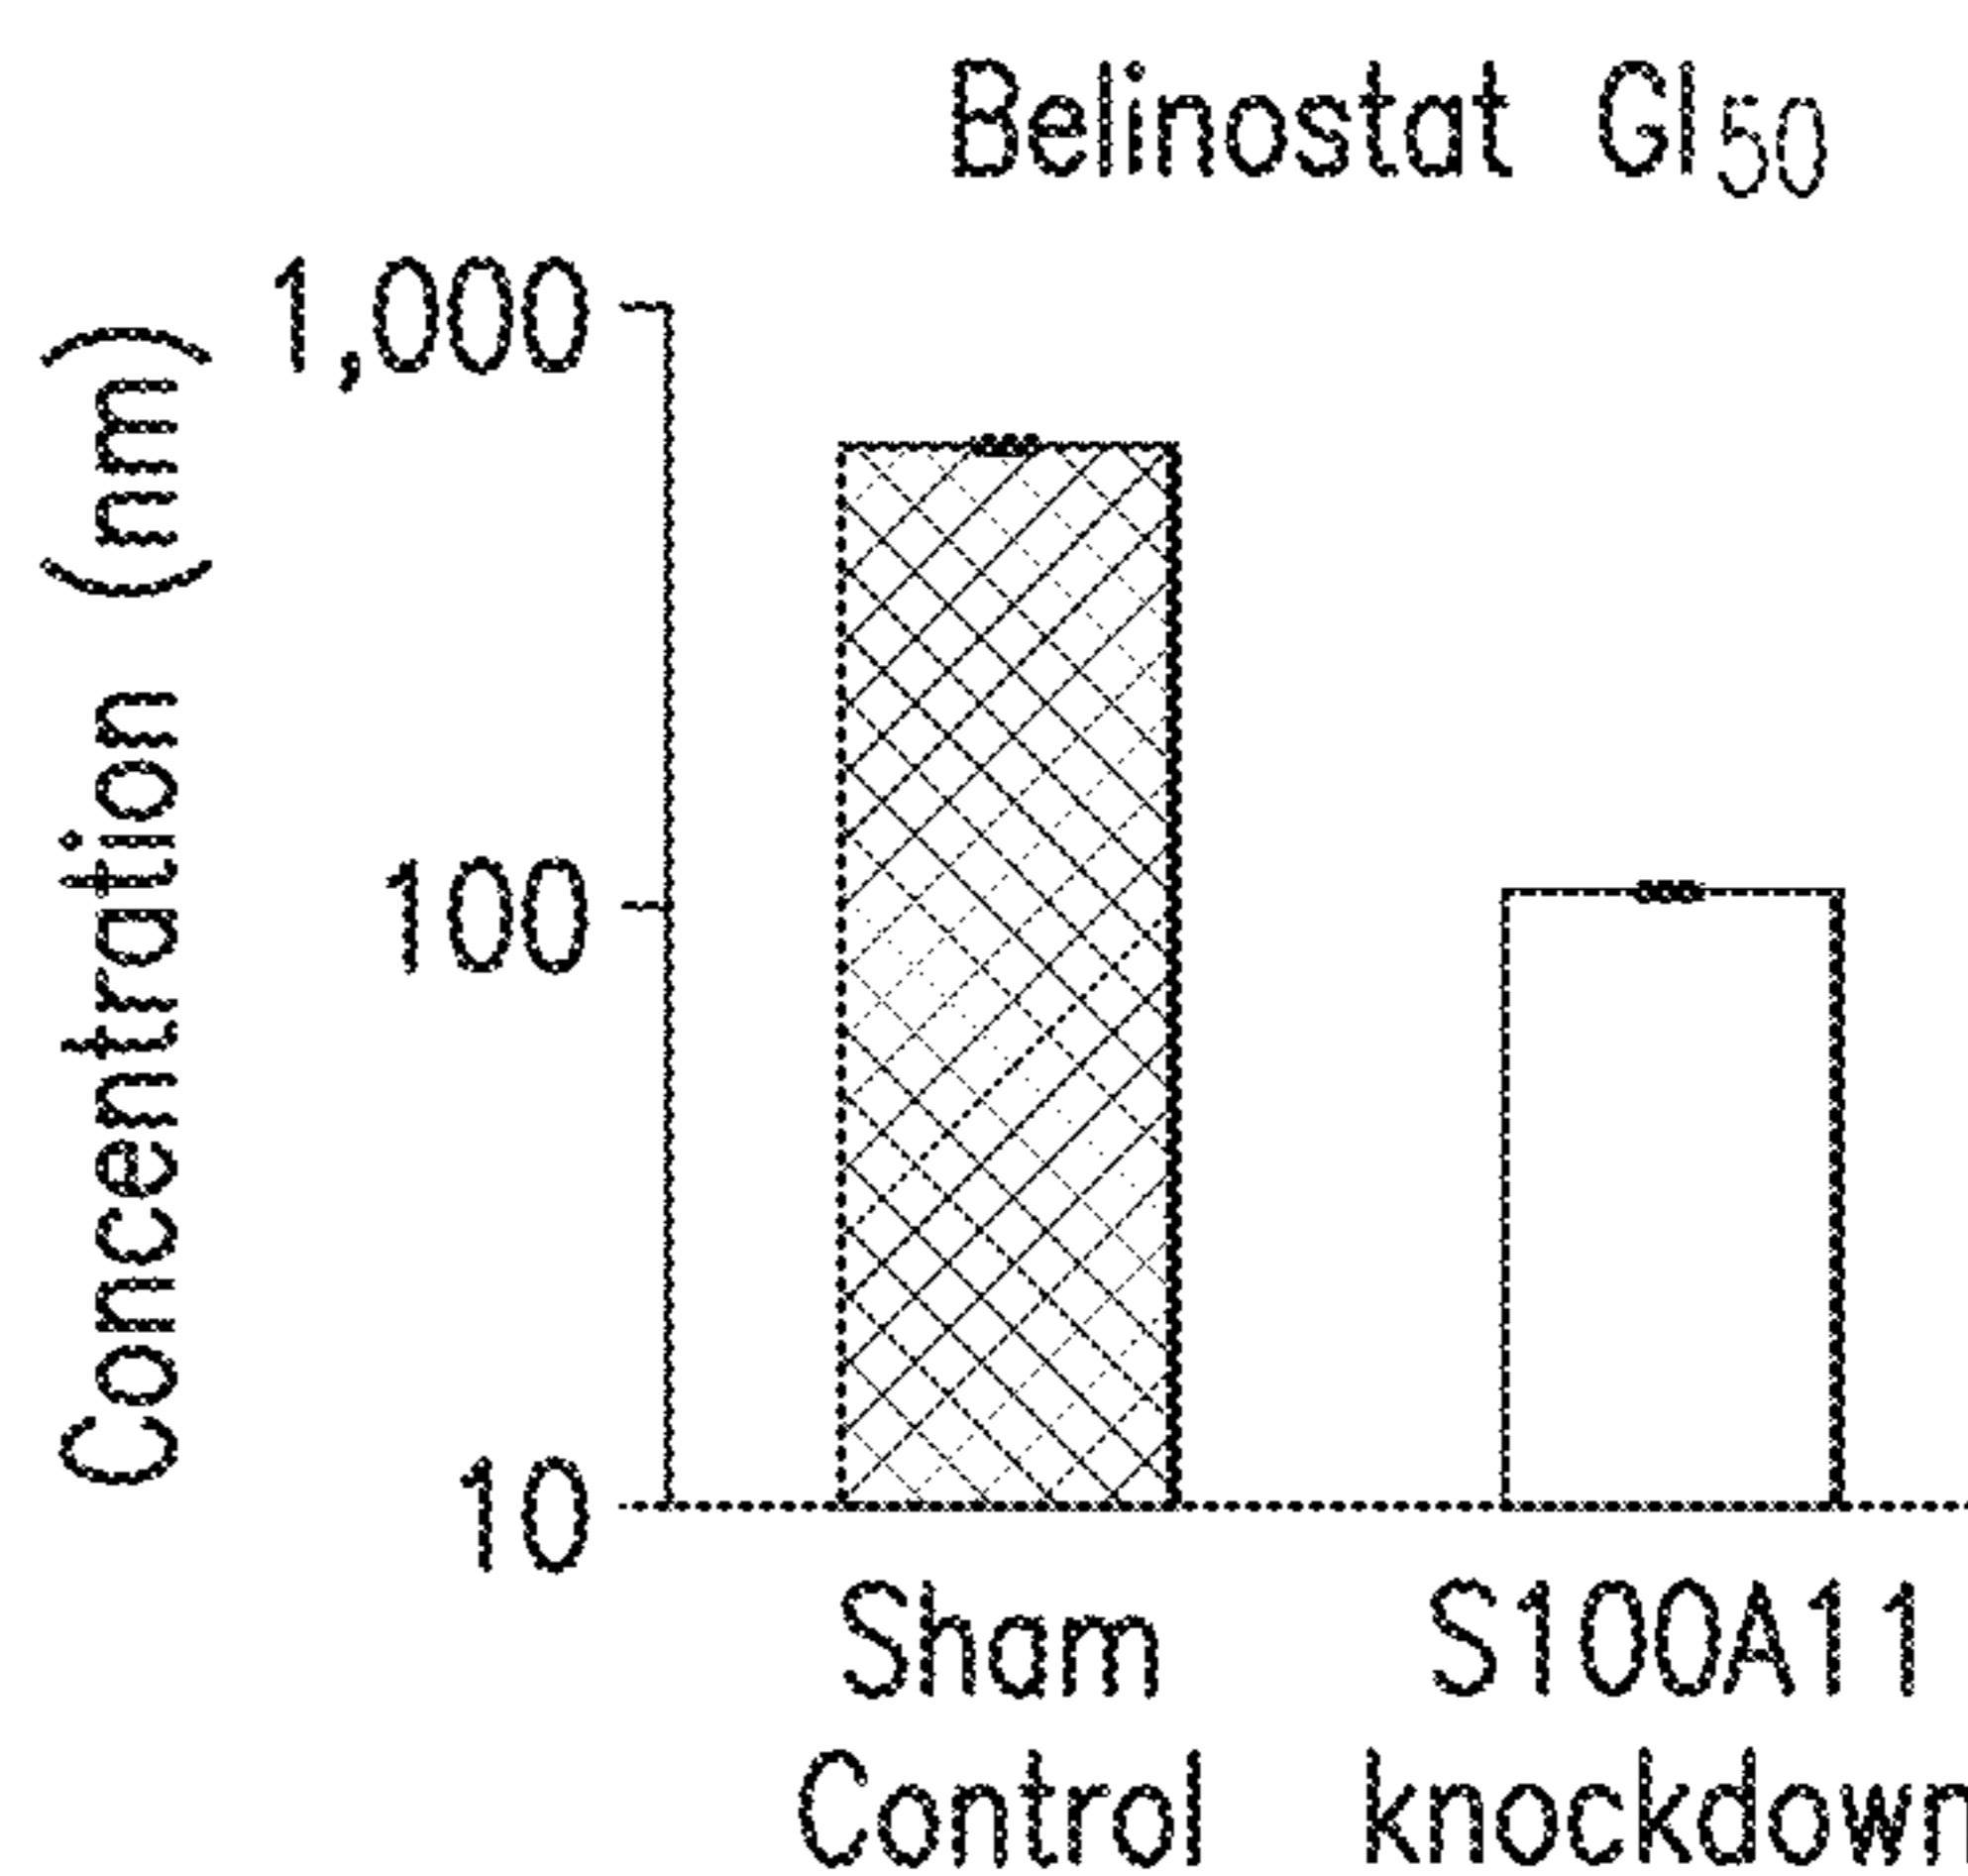 Belinostat GI50
Concentration (nm)
1,000
100
10
Sham
Control
S100A11
knockdown